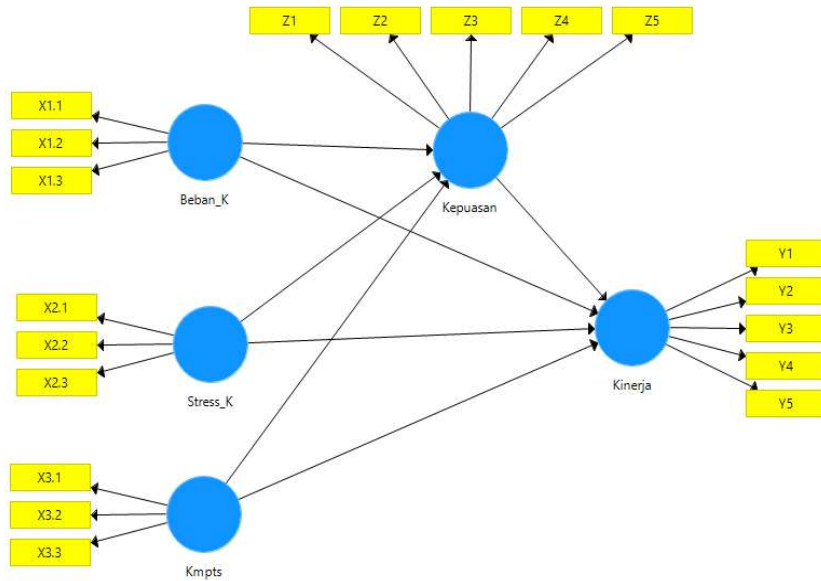 Z1
Z2
Z3
Z4
Z5
X1.1
X1.2
X1.3
Beban_K
Kepuasan
X2.1
X2.2
X2.3
Stress_K
Y1
Y2
Y3
Y4
Y5
Kinerja
X3.1
X3.2
X3.3
Kmpts